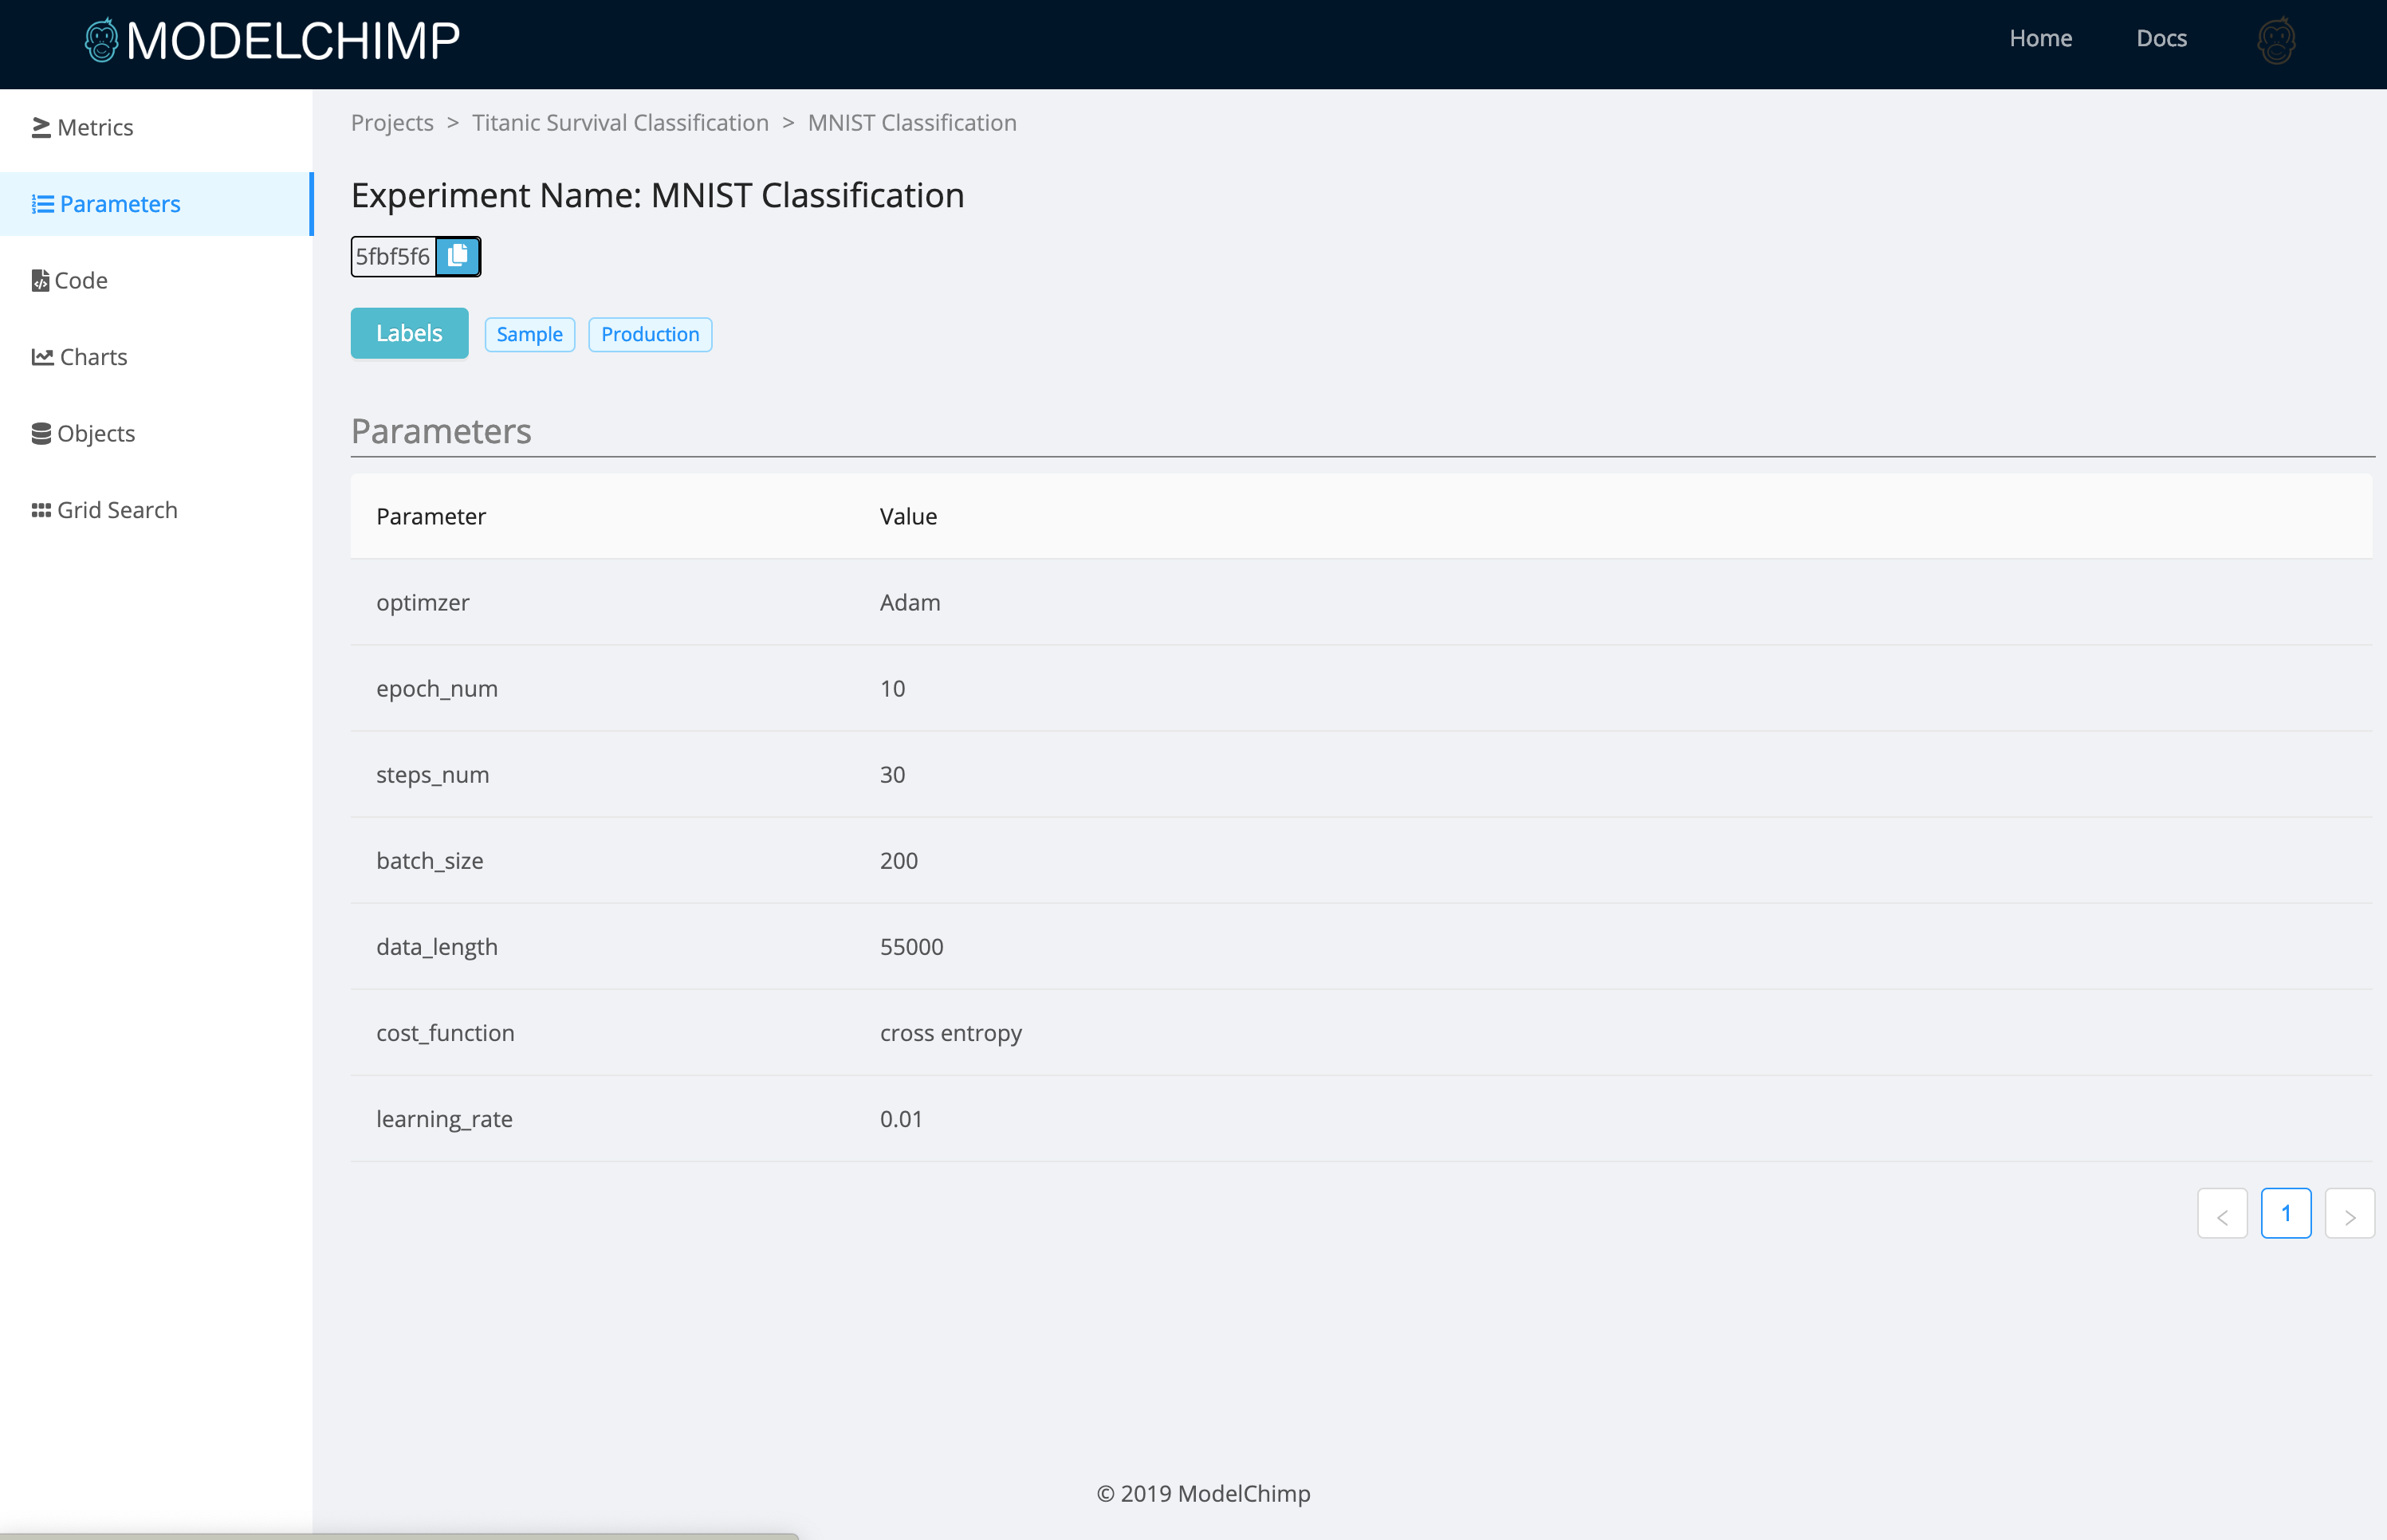 MODELCHIMP
Home Docs
Metrics
Parameters
Code
Charts
Objects
Grid Search
Projects > Titanic Survival Classification > MNIST Classification
Experiment Name: MNIST Classification
5fbf5f6
Labels Sample Production
Parameters
Parameter Value
optimzer Adam
epoch_num 10
steps_num 30
batch_size 200
data_length 55000
cost_function cross entropy
learning_rate 0.01
< 1 >
© 2019 ModelChimp